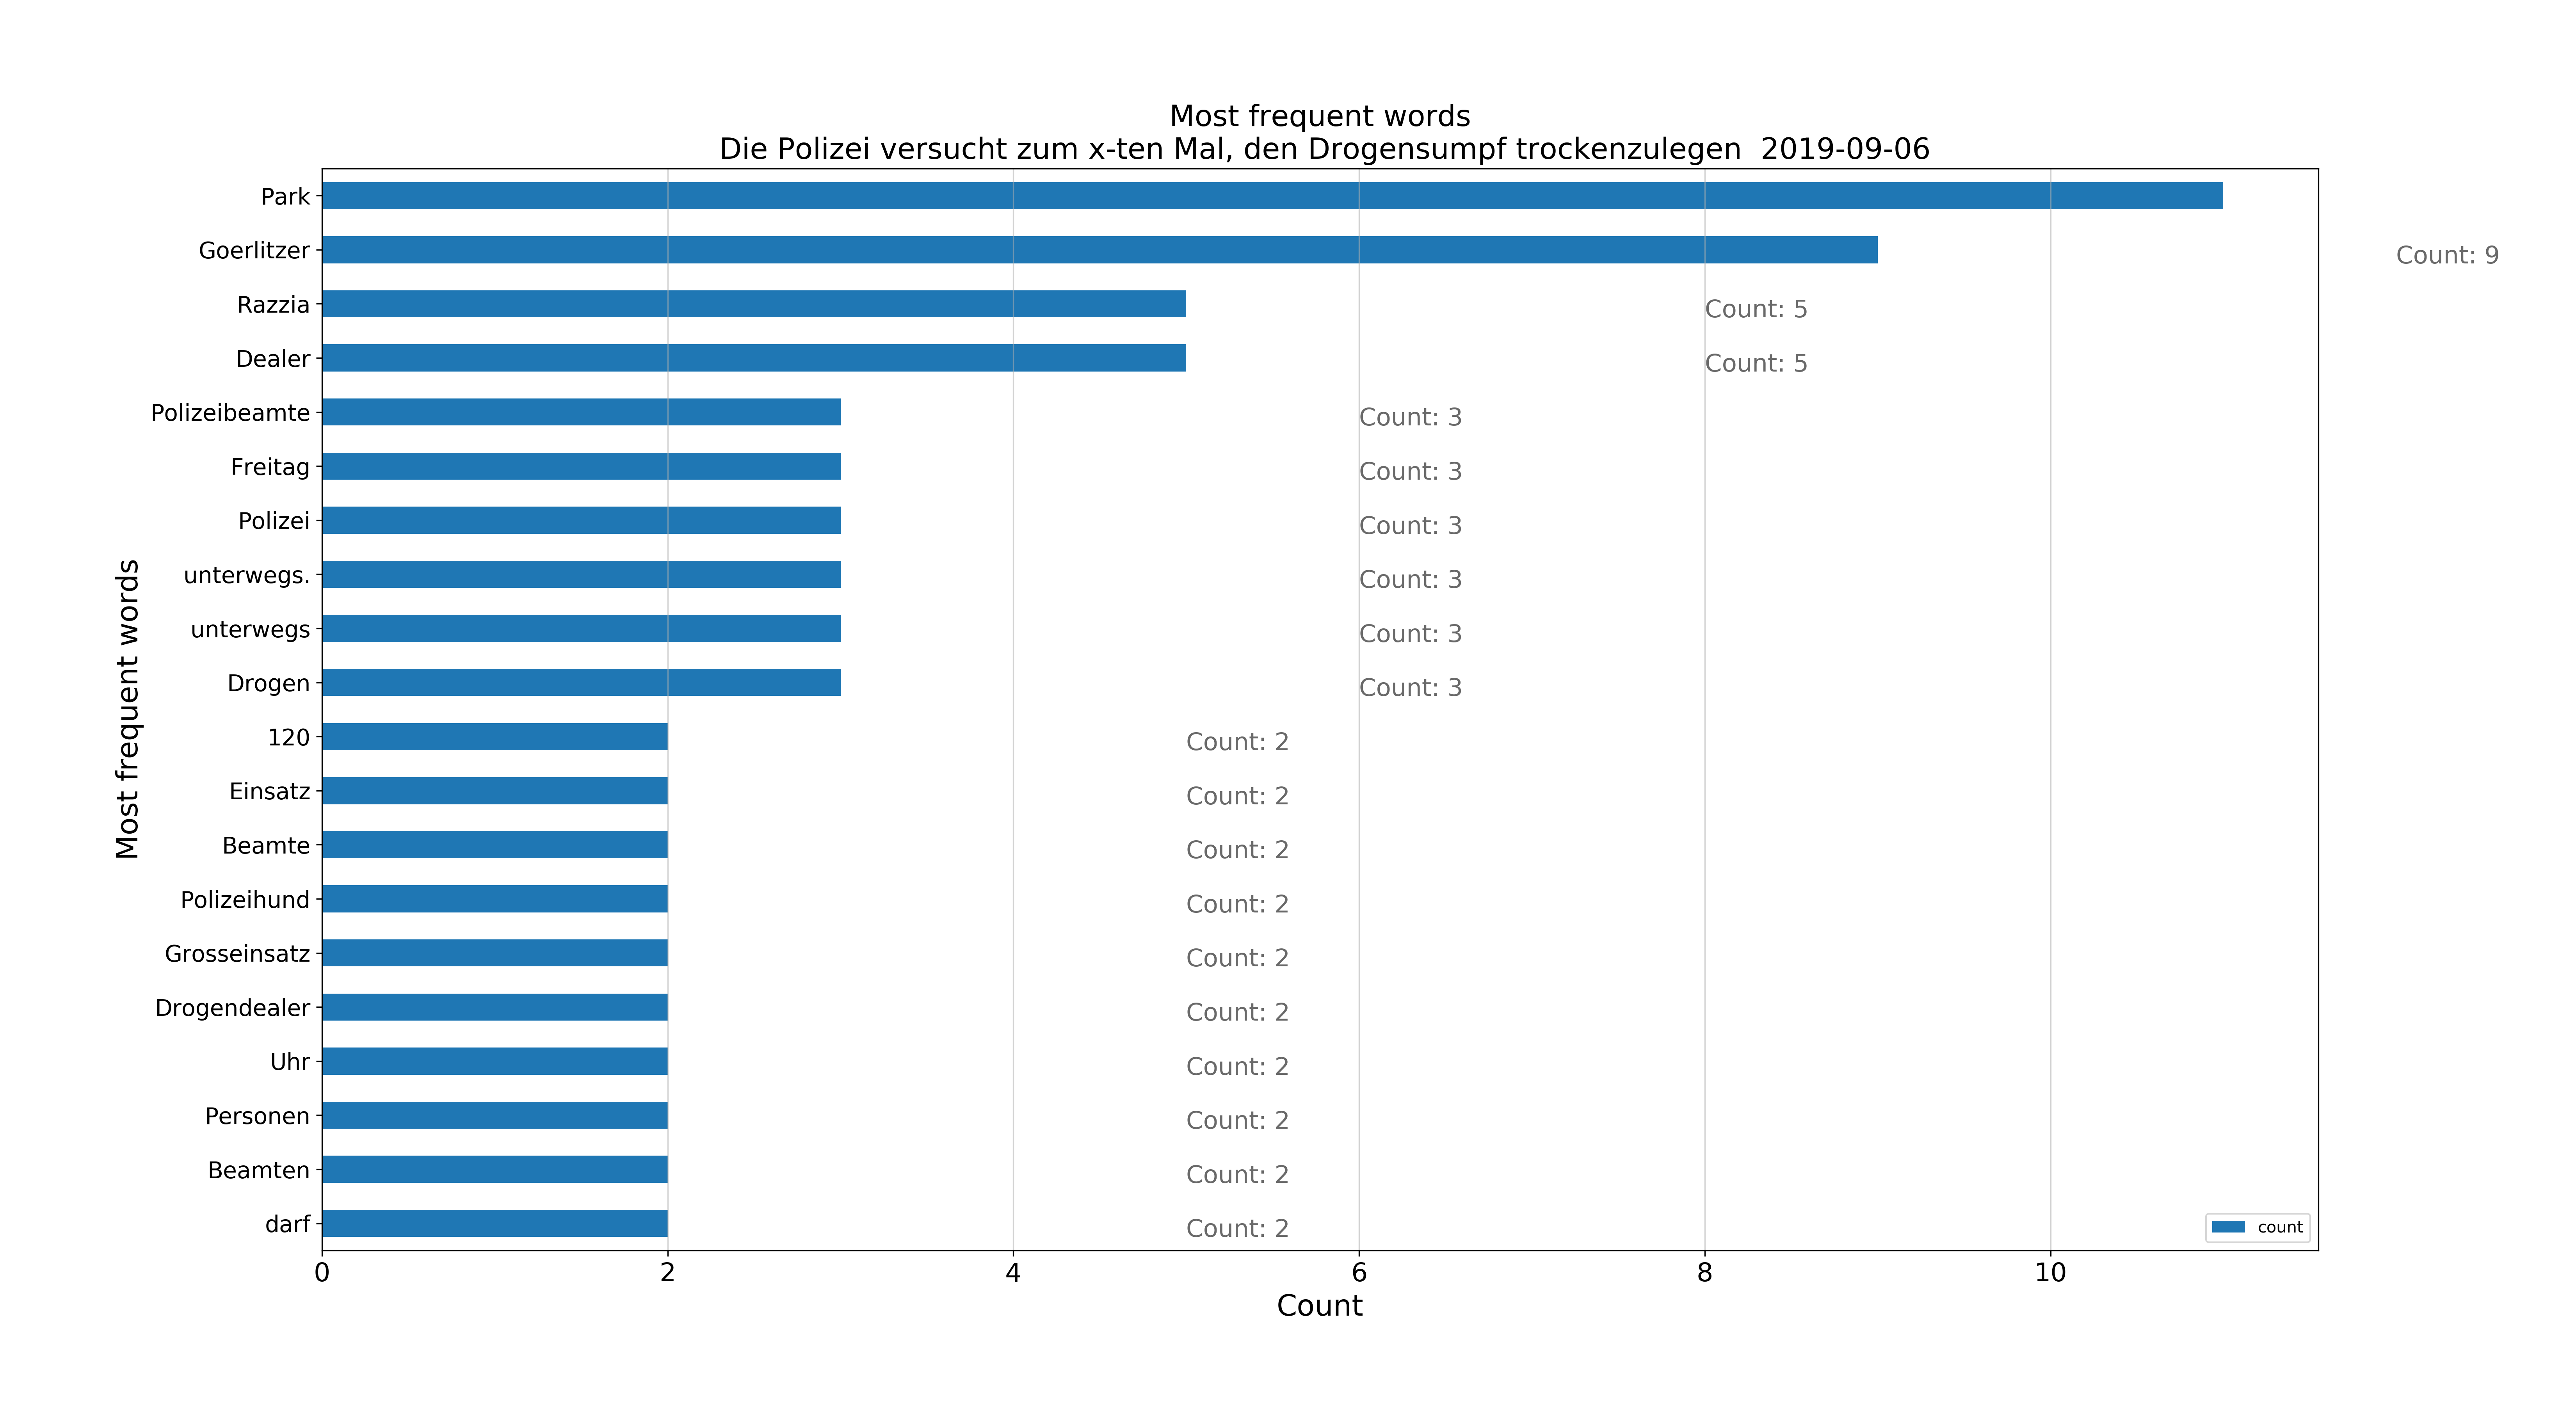 Most frequent words
Die Polizei versucht zum x-ten Mal, den Drogensumpf trockenzulegen  2019-09-06
Park
Goerlitzer Count: 9
Razzia Count: 5
Dealer Count: 5
Polizeibeamte Count: 3
Freitag Count: 3
Polizei Count: 3
unterwegs. Count: 3
unterwegs Count: 3
Drogen Count: 3
120 Count: 2
Einsatz Count: 2
Beamte Count: 2
Polizeihund Count: 2
Grosseinsatz Count: 2
Drogendealer Count: 2
Uhr Count: 2
Personen Count: 2
Beamten Count: 2
darf Count: 2
Most frequent words
count
0 2 4 6 8 10
Count